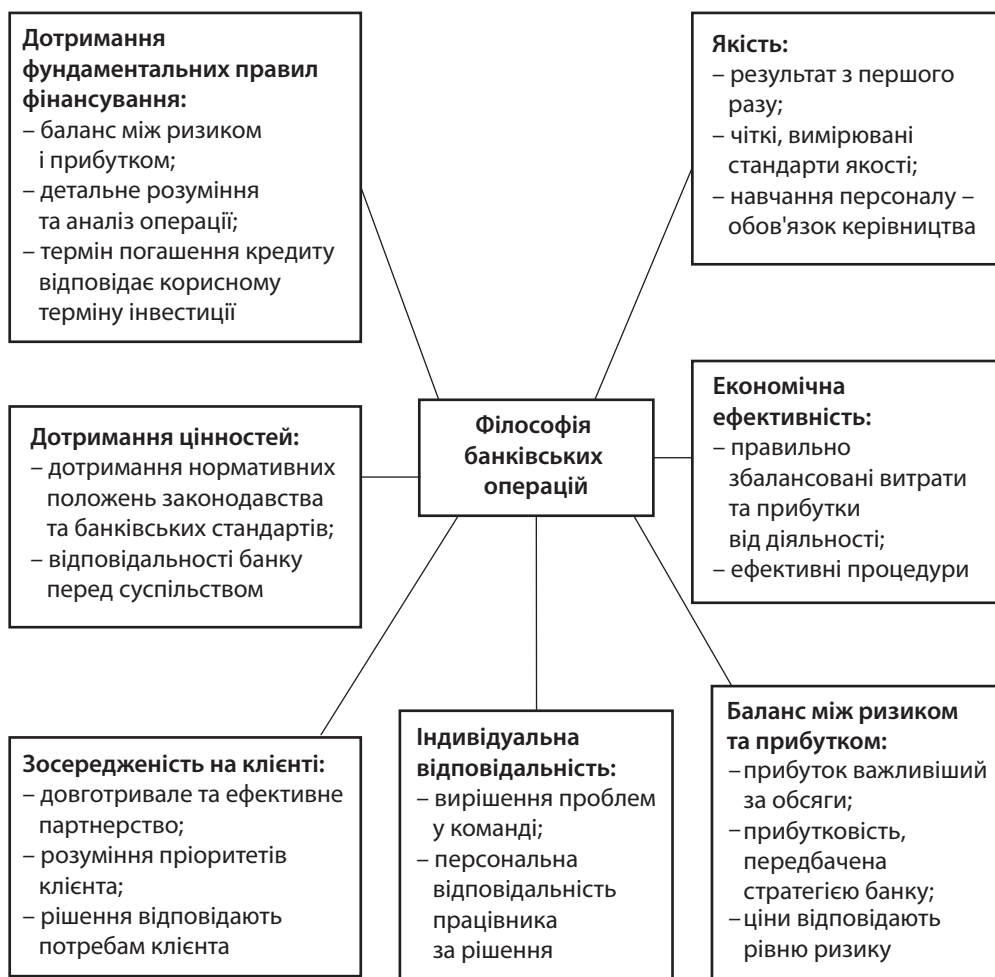 Дотримання
фундаментальних правил
фінансування:
– баланс між ризиком
і прибутком;
– детальне розуміння
та аналіз операції;
– термін погашення кредиту
відповідає корисному
терміну інвестиції
Якість:
– результат з першого
разу;
– чіткі, вимірювані
стандарти якості;
– навчання персоналу –
обов'язок керівництва
Дотримання цінностей:
– дотримання нормативних
положень законодавства
та банківських стандартів;
– відповідальності банку
перед суспільством
Філософія
банківських
операцій
Економічна
ефективність:
– правильно
збалансовані витрати
та прибутки
від діяльності;
– ефективні процедури
Зосередженість на клієнті:
– довготривале та ефективне
партнерство;
– розуміння пріоритетів
клієнта;
– рішення відповідають
потребам клієнта
Індивідуальна
відповідальність:
– вирішення проблем
у команді;
– персональна
відповідальність
працівника
за рішення
Баланс між ризиком
та прибутком:
– прибуток важливіший
за обсяги;
– прибутковість,
передбачена
стратегією банку;
– ціни відповідають
рівню ризику